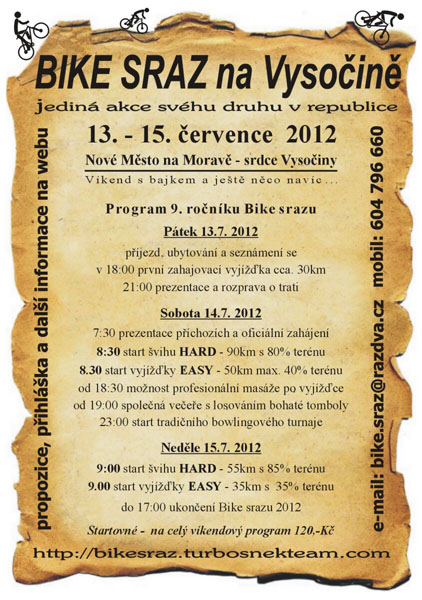 BIKE SRAZ na Vysočině
jediná akce svéhu druhu v republice
13. - 15. července 2012
Nové Město na Moravě - srdce Vysočiny
Víkend s bajkem a ještě něco navíc...
Program 9. ročníku Bike srazu
Pátek 13.7. 2012
příjezd, ubytování a seznámení se
v 18:00 první zahajovací vyjížďka cca. 30km
21:00 prezentace a rozprava o trati
Sobota 14.7. 2012
7:30 prezentace příchozích a oficiální zahájení
8:30 start švihu HARD - 90km s 80% terénu
8.30 start vyjížďky EASY - 50km max. 40% terénu
od 18:30 možnost profesionální masáže po vyjížďce
od 19:00 společná večeře s losováním bohaté tomboly
23:00 start tradičního bowlingového turnaje
Neděle 15.7. 2012
9:00 start švihu HARD - 55km s 85% terénu
9.00 start vyjížďky EASY - 35km s 35% terénu
do 17:00 ukončení Bike srazu 2012
Startovné - na celý víkendový program 120,-Kč
http://bikesraz.turbosnekteam.com
propozice, přihláška a další informace na webu
e-mail: bike.sraz@razdva.cz mobil: 604 796 660